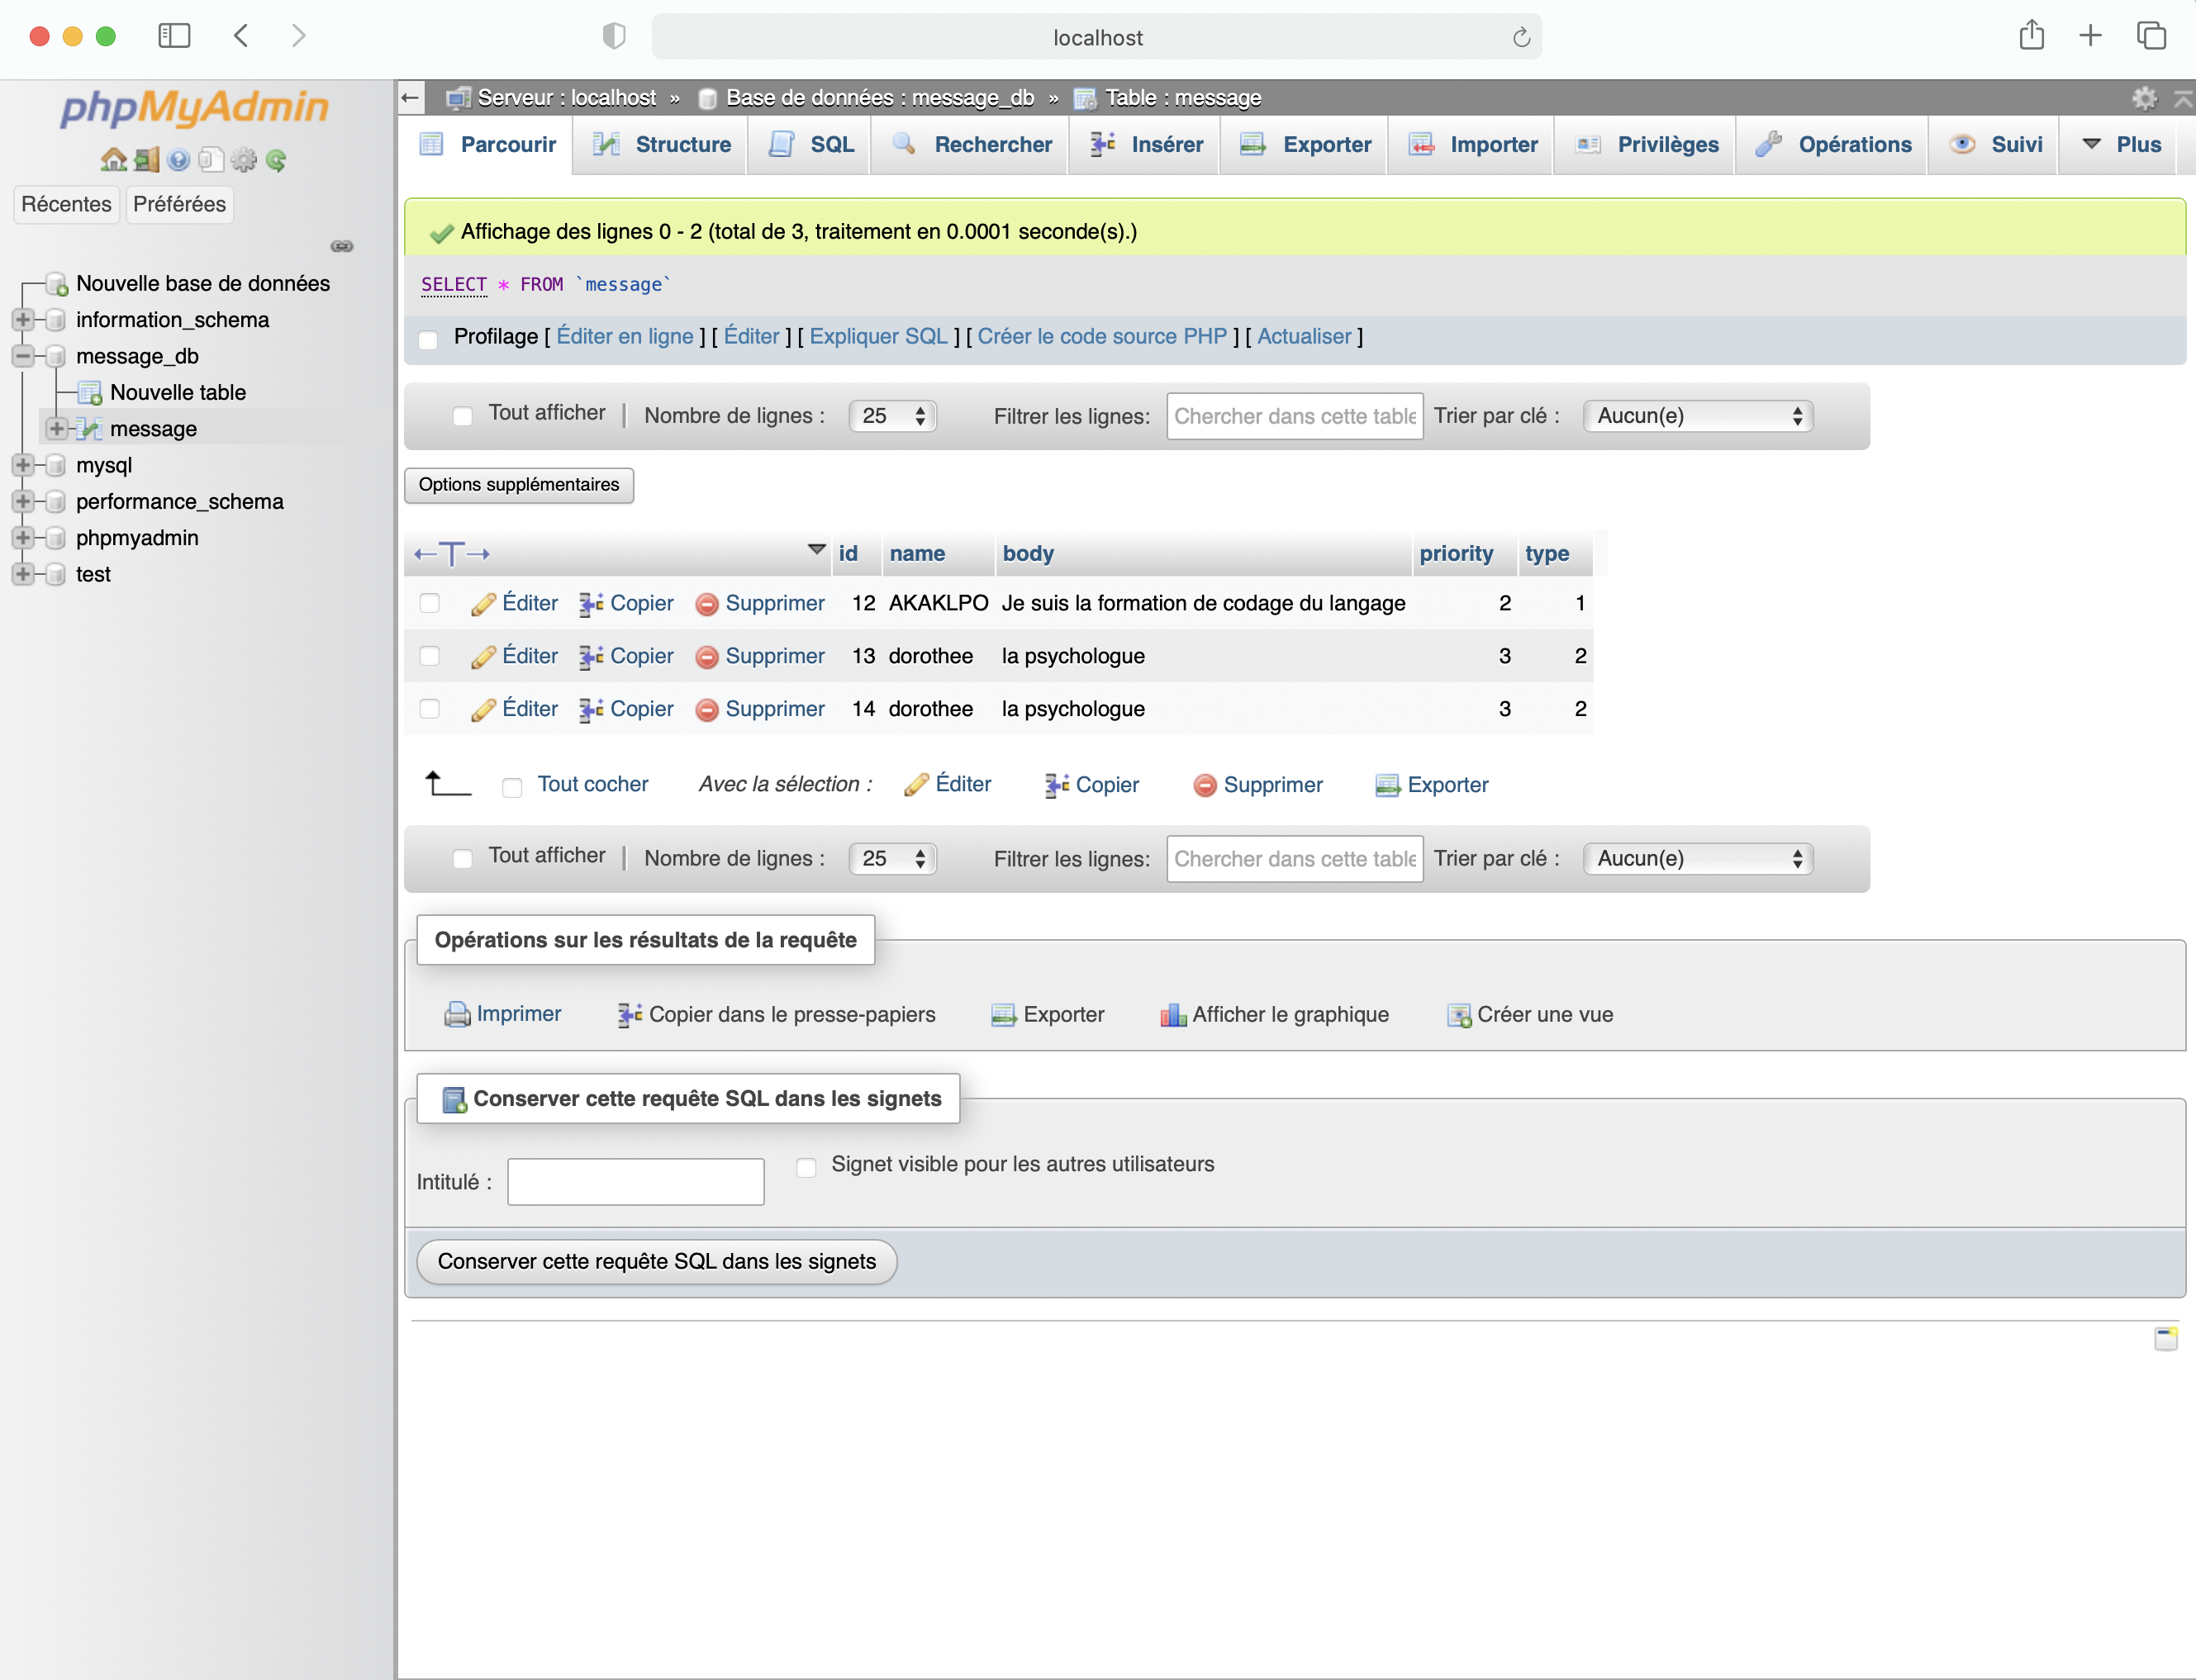 localhost
phpMyAdmin
Récentes Préférées
Nouvelle base de données
information_schema
message_db
Nouvelle table
message
mysql
performance_schema
phpmyadmin
test
Serveur : localhost » Base de données : message_db » Table : message
Parcourir Structure SQL Rechercher Insérer Exporter Importer Privilèges Opérations Suivi Plus
Affichage des lignes 0 - 2 (total de 3, traitement en 0.0001 seconde(s).)
SELECT * FROM `message`
Profilage [ Éditer en ligne ] [ Éditer ] [ Expliquer SQL ] [ Créer le code source PHP ] [ Actualiser ]
Tout afficher | Nombre de lignes : 25 Filtrer les lignes: Chercher dans cette table Trier par clé : Aucun(e)
Options supplémentaires
←T→ id name body priority type
Éditer Copier Supprimer 12 AKAKLPO Je suis la formation de codage du langage 2 1
Éditer Copier Supprimer 13 dorothee la psychologue 3 2
Éditer Copier Supprimer 14 dorothee la psychologue 3 2
Tout cocher Avec la sélection : Éditer Copier Supprimer Exporter
Tout afficher | Nombre de lignes : 25 Filtrer les lignes: Chercher dans cette table Trier par clé : Aucun(e)
Opérations sur les résultats de la requête
Imprimer Copier dans le presse-papiers Exporter Afficher le graphique Créer une vue
Conserver cette requête SQL dans les signets
Intitulé : Signet visible pour les autres utilisateurs
Conserver cette requête SQL dans les signets